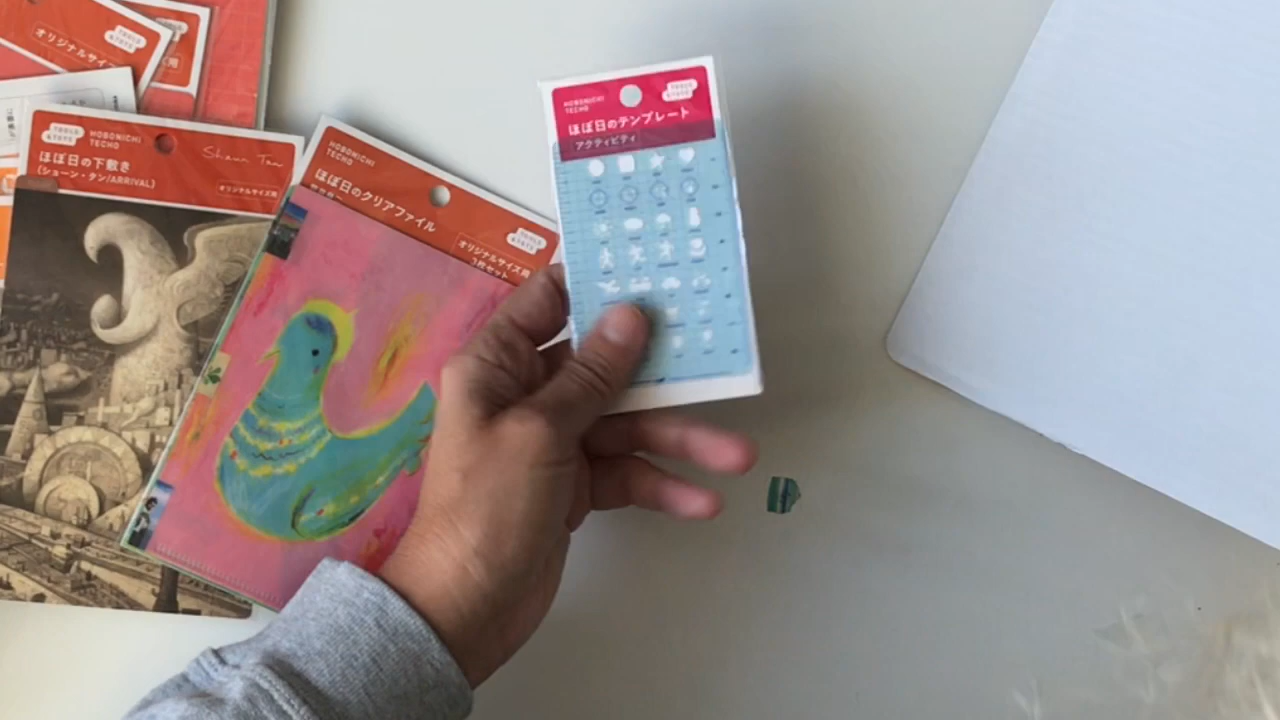 オリジナルサイズ
TOOLS
& TOYS
用
TOOLS
& TOYS
HOBONICHI
TECHO
Shaun Tan
ほぼ日の下敷き
(ショーン・タン/ARRIVAL)
オリジナルサイズ用
HOBONICHI
TECHO
ほぼ日のクリアファイル
TOOLS
& TOYS
オリジナルサイズ用
3枚セット
HOBONICHI
TECHO
TOOLS
& TOYS
ほぼ日のテンプレート
アクティビティ